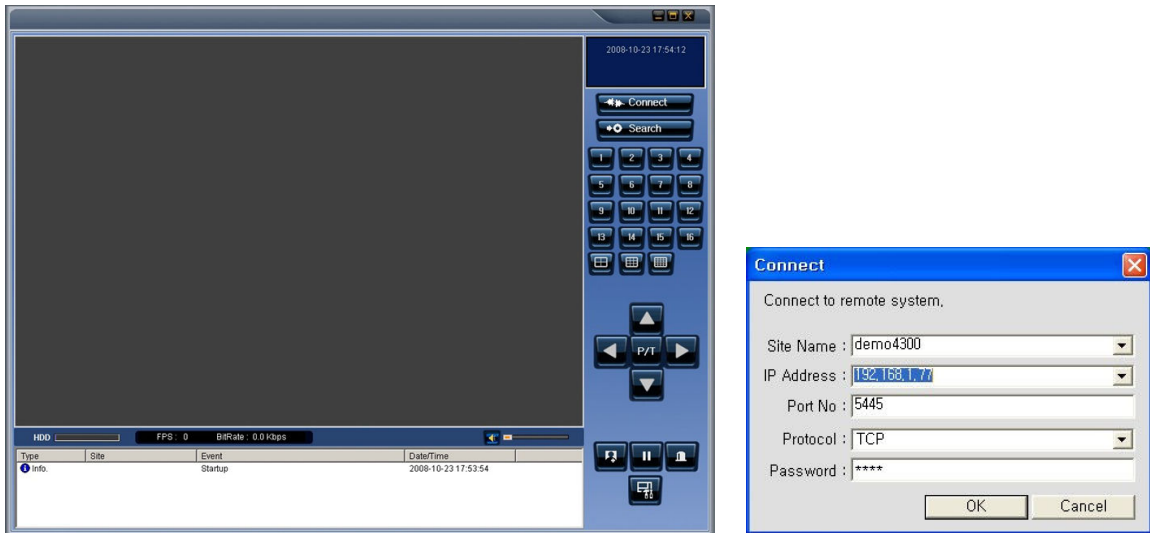 2008-10-23 17:54:12
Connect
Search
1 2 3 4
5 6 7 8
9 10 11 12
13 14 15 16
P/T
HDD FPS : 0 BitRate : 0.0 Kbps
Type Site Event Date/Time
Info. Startup 2008-10-23 17:53:54
Connect
Connect to remote system,
Site Name : demo4300
IP Address : 192,168,1,77
Port No : 5445
Protocol : TCP
Password : ****
OK Cancel